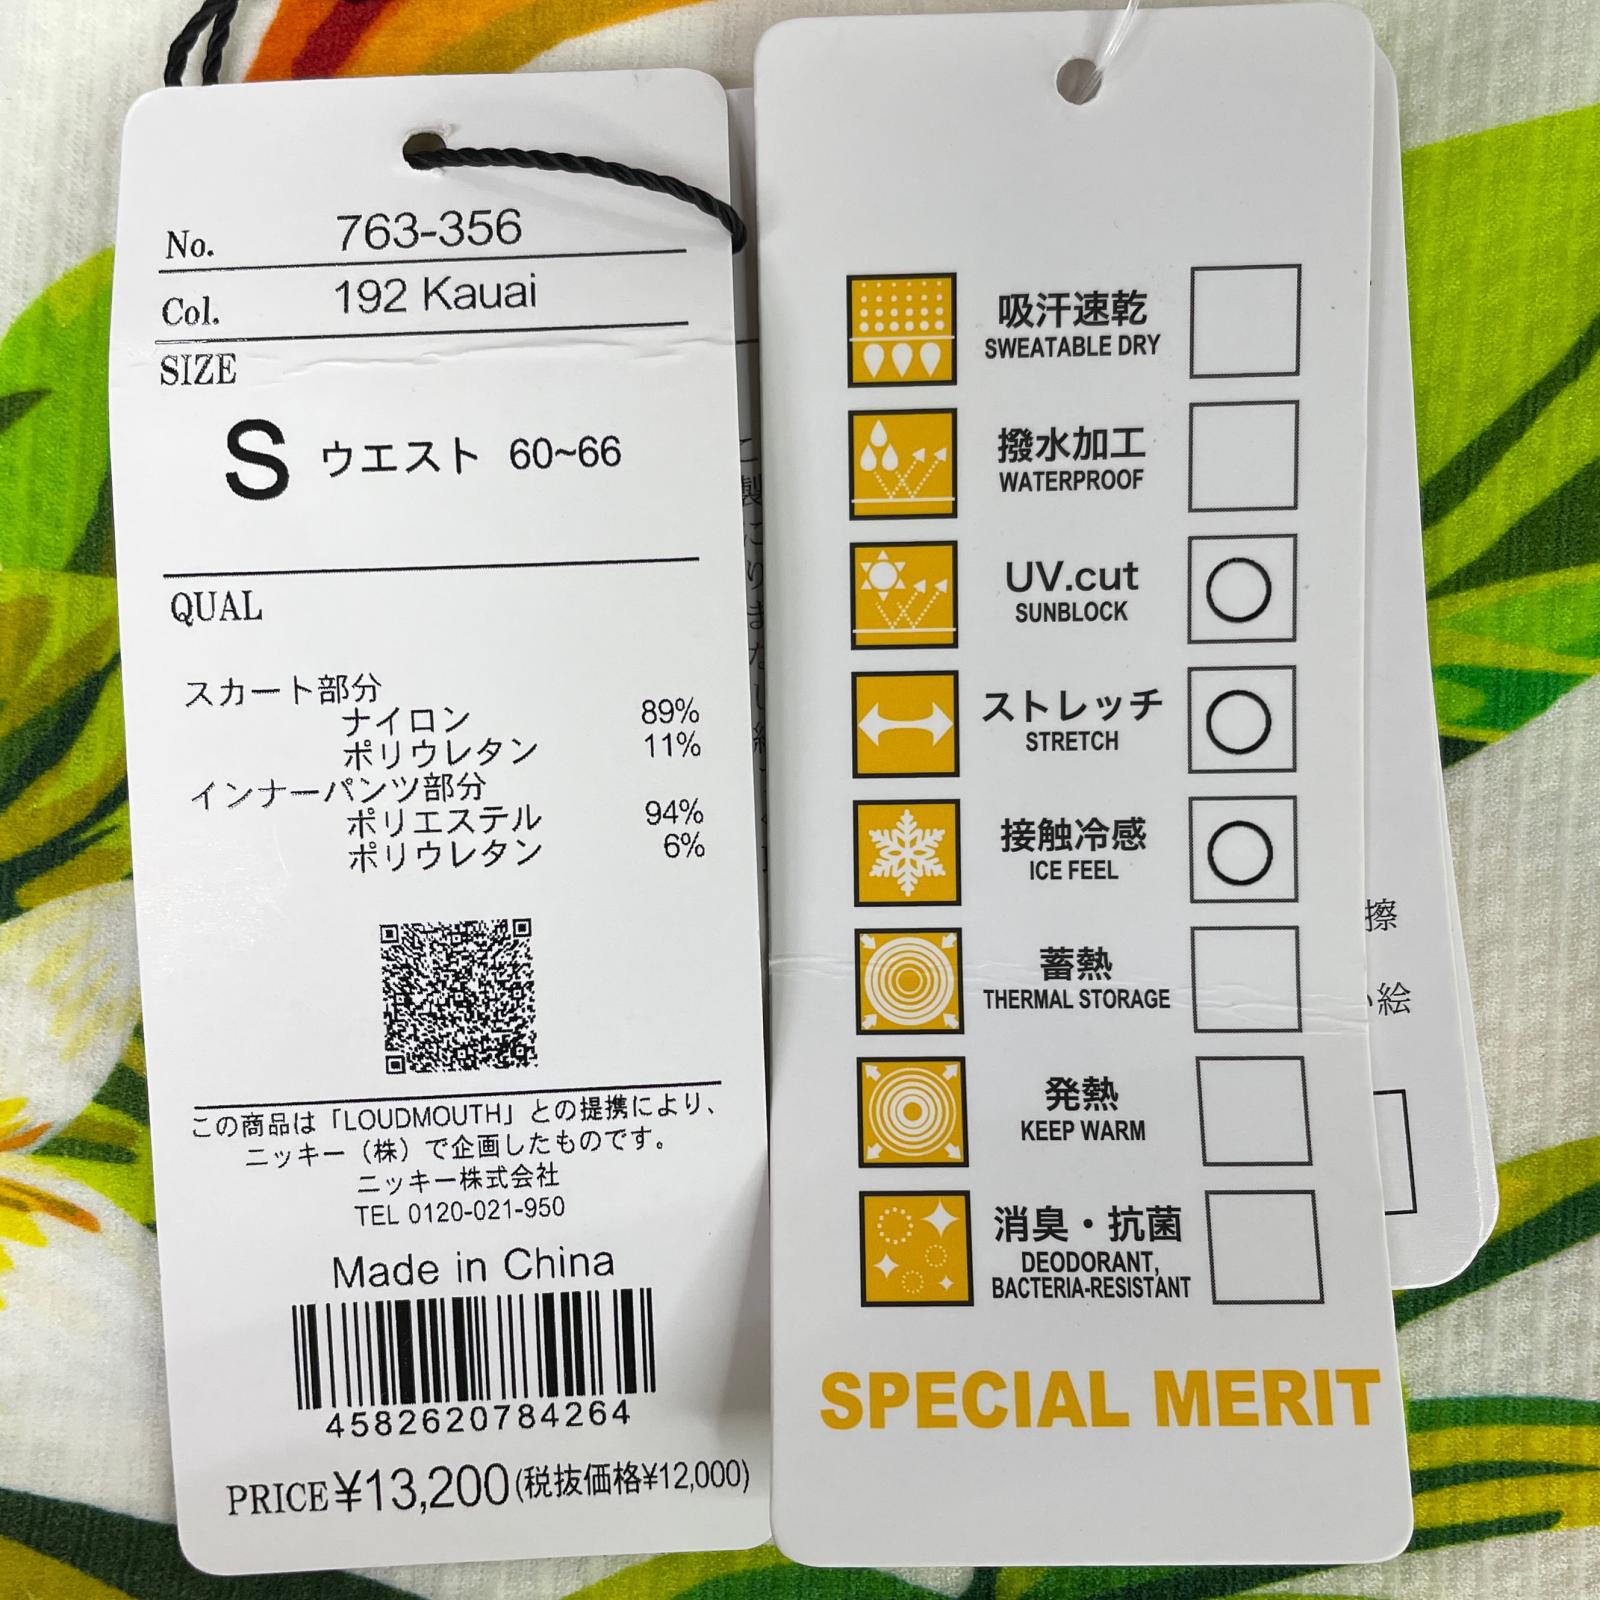 No. 763-356
Col. 192 Kauai
SIZE
S ウエスト 60~66
QUAL
スカート部分
ナイロン 89%
ポリウレタン 11%
インナーパンツ部分
ポリエステル 94%
ポリウレタン 6%
この商品は「LOUDMOUTH」との提携により、
ニッキー（株）で企画したものです。
ニッキー株式会社
TEL 0120-021-950
Made in China
4582620784264
PRICE ¥13,200(税抜価格¥12,000)
吸汗速乾
SWEATABLE DRY
撥水加工
WATERPROOF
UV.cut
SUNBLOCK
ストレッチ
STRETCH
接触冷感
ICE FEEL
蓄熱
THERMAL STORAGE
発熱
KEEP WARM
消臭・抗菌
DEODORANT,
BACTERIA-RESISTANT
SPECIAL MERIT
擦
絵